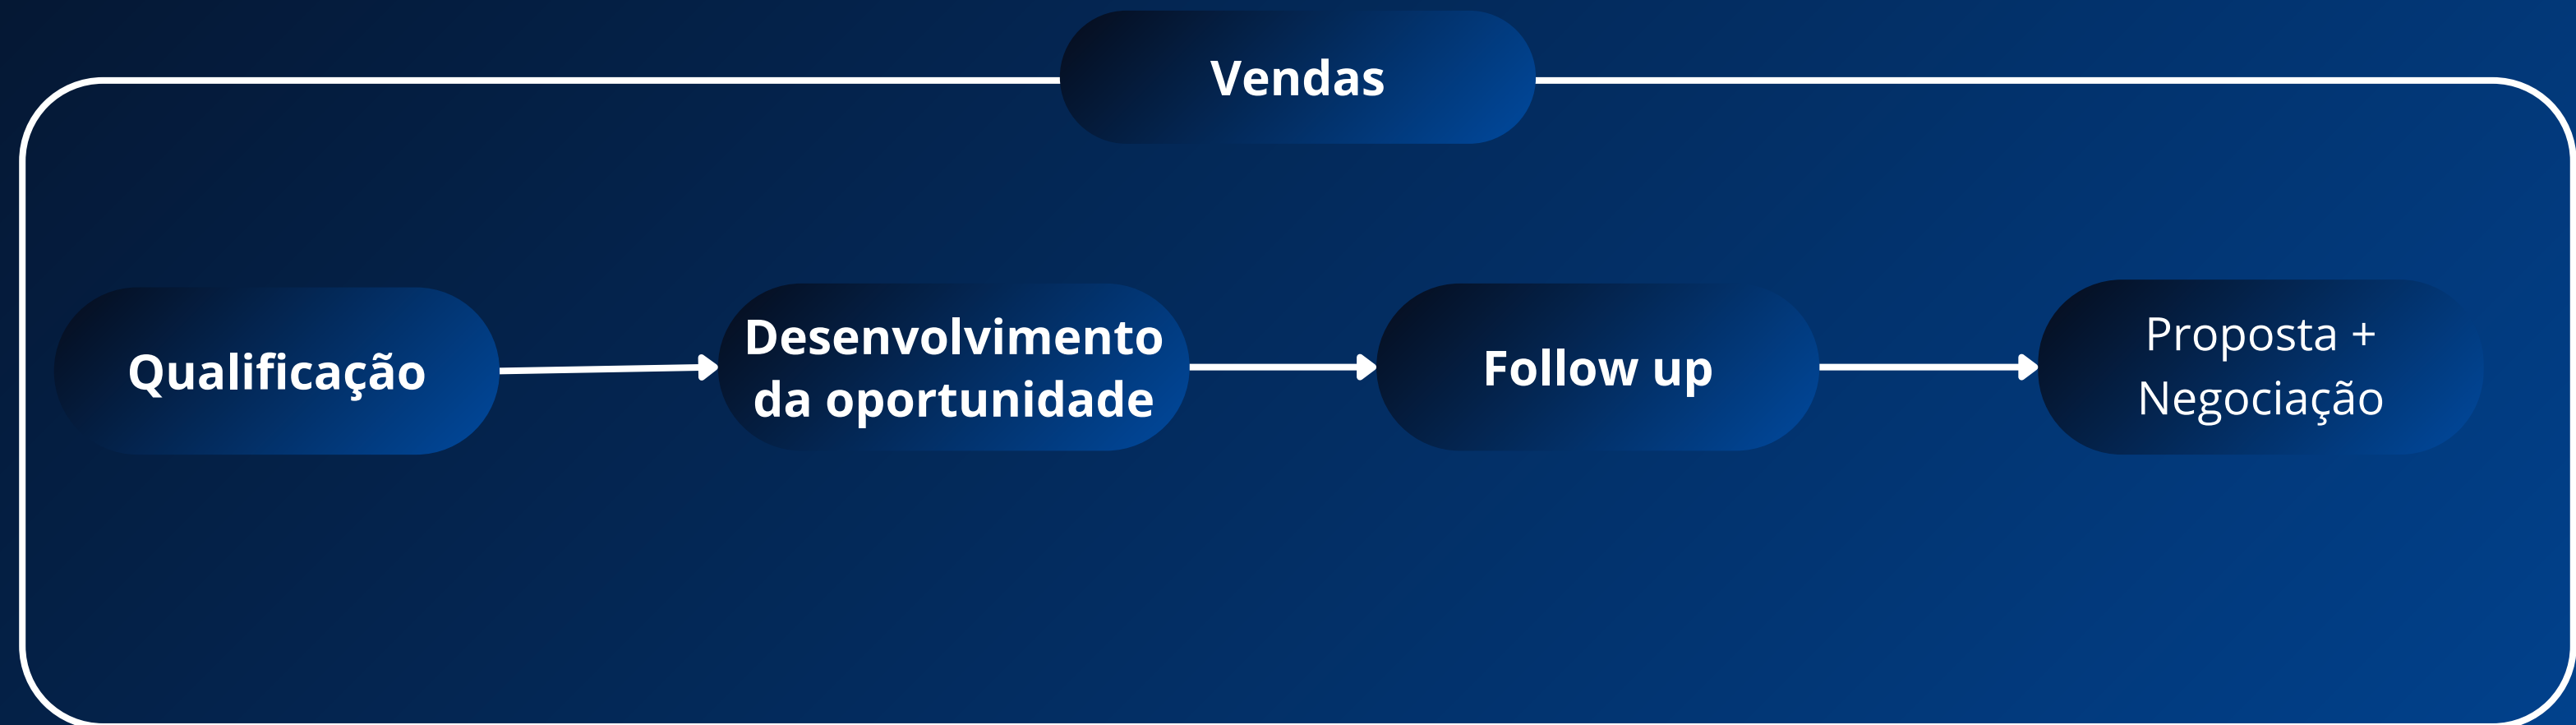 Vendas
Qualificação
Desenvolvimento
da oportunidade
Follow up
Proposta +
Negociação